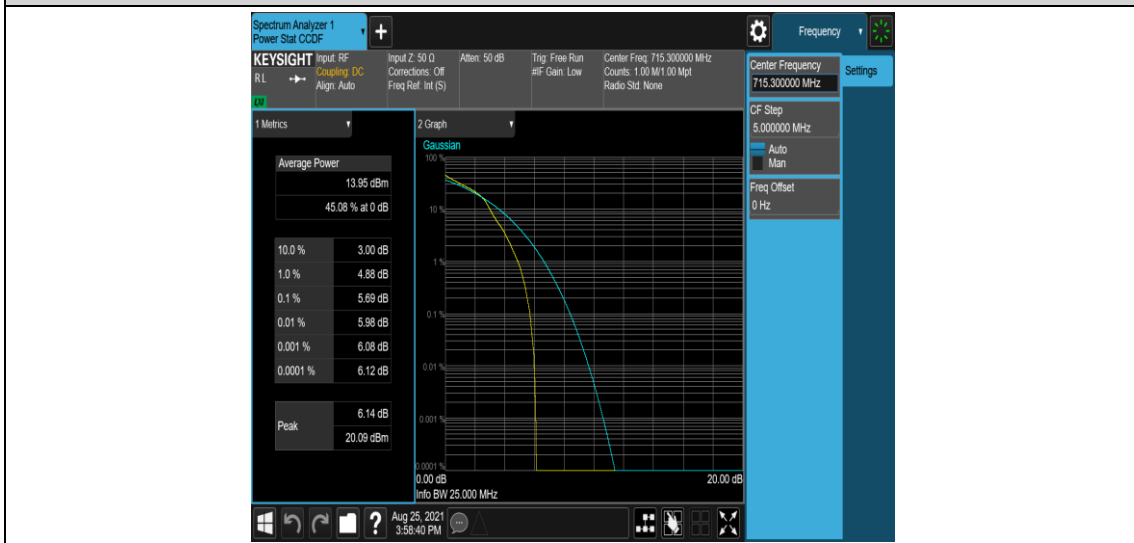 Spectrum Analyzer 1
Power Stat CCDF
+
Frequency
KEYSIGHT
RL
LXI
Input: RF
Coupling: DC
Align: Auto
Input Z: 50 Ω
Corrections: Off
Freq Ref: Int (S)
Atten: 50 dB
Trig: Free Run
#IF Gain: Low
Center Freq: 715.300000 MHz
Counts: 1.00 M/1.00 Mpt
Radio Std: None
Center Frequency
715.300000 MHz
Settings
CF Step
5.000000 MHz
Auto
Man
Freq Offset
0 Hz
1 Metrics
Average Power
13.95 dBm
45.08 % at 0 dB
10.0 % 3.00 dB
1.0 % 4.88 dB
0.1 % 5.69 dB
0.01 % 5.98 dB
0.001 % 6.08 dB
0.0001 % 6.12 dB
Peak
6.14 dB
20.09 dBm
2 Graph
Gaussian
100 %
10 %
1 %
0.1 %
0.01 %
0.001 %
0.0001 %
0.00 dB 20.00 dB
Info BW 25.000 MHz
?
Aug 25, 2021
3:58:40 PM